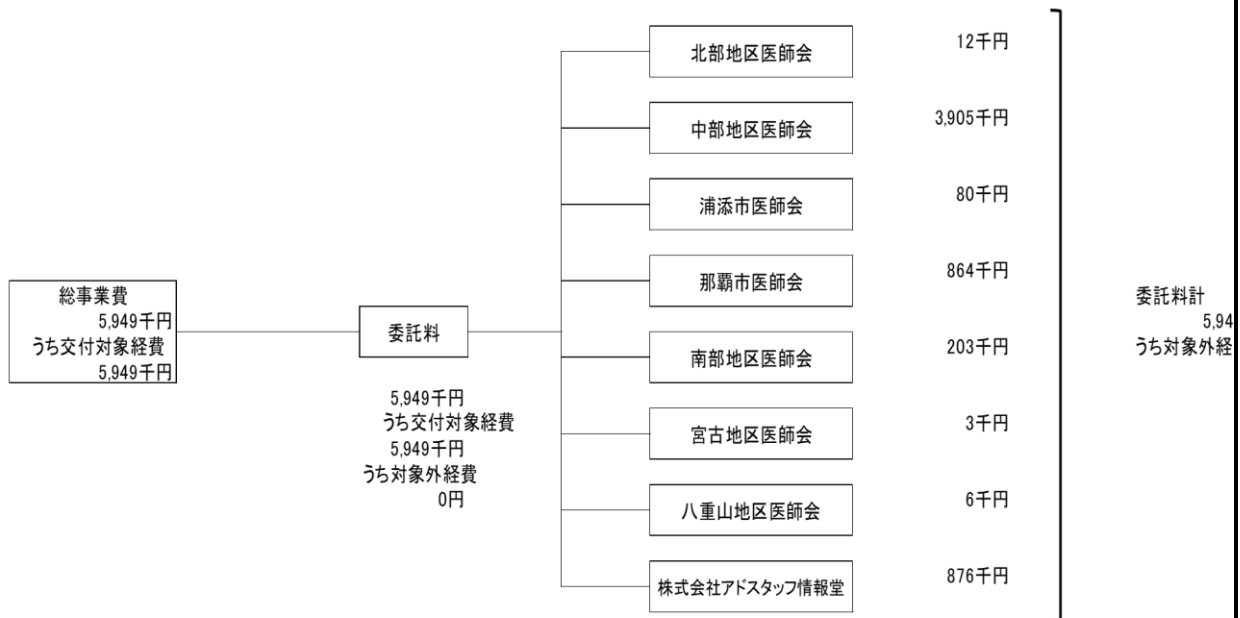 北部地区医師会 12千円
中部地区医師会 3,905千円
浦添市医師会 80千円
那覇市医師会 864千円
南部地区医師会 203千円
宮古地区医師会 3千円
八重山地区医師会 6千円
株式会社アドスタッフ情報堂 876千円
総事業費
5,949千円
うち交付対象経費
5,949千円
委託料
5,949千円
うち交付対象経費
5,949千円
うち対象外経費
0円
委託料計
5,94
うち対象外経